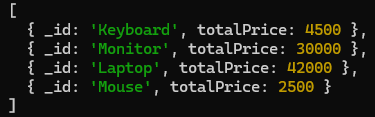 [
  { _id: 'Keyboard', totalPrice: 4500 },
  { _id: 'Monitor', totalPrice: 30000 },
  { _id: 'Laptop', totalPrice: 42000 },
  { _id: 'Mouse', totalPrice: 2500 }
]